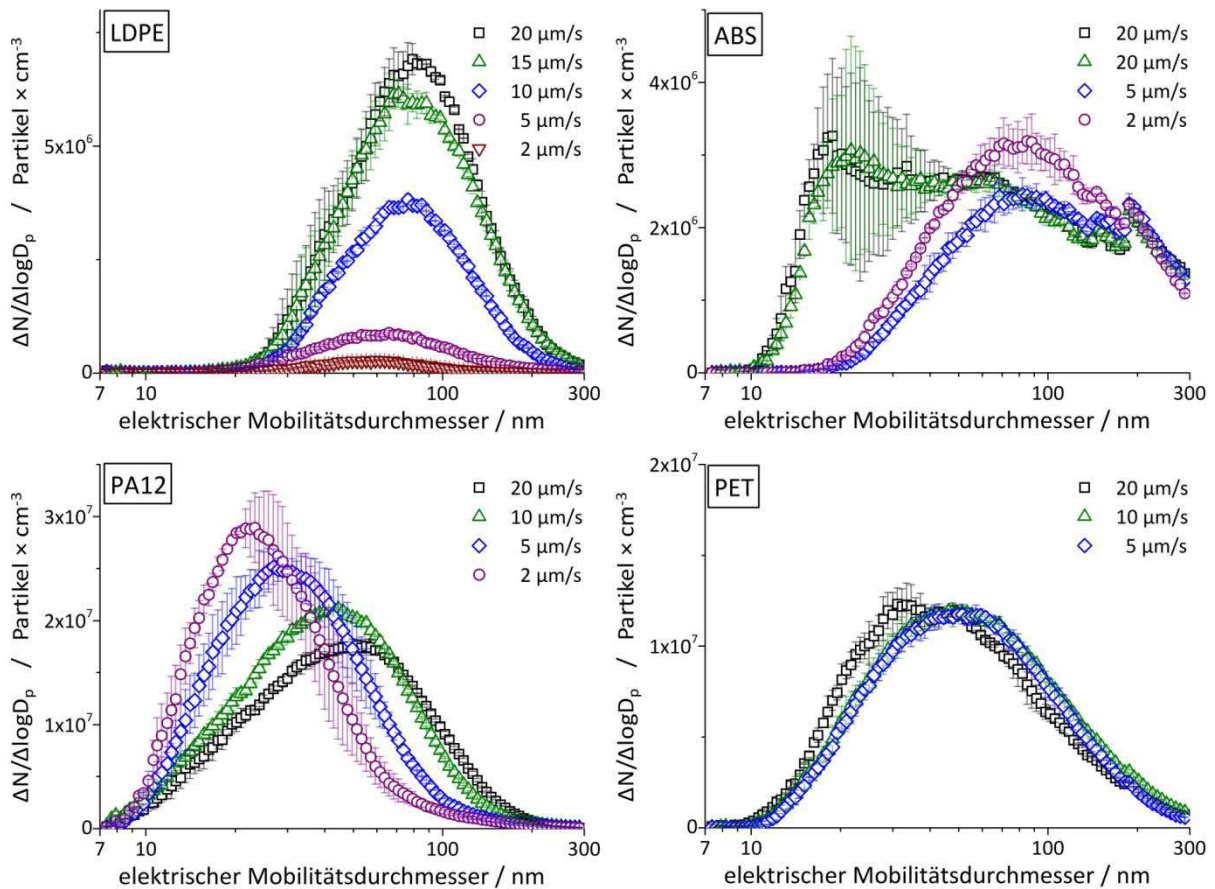 LDPE
20 µm/s
15 µm/s
10 µm/s
5 µm/s
2 µm/s
5x10⁶
0
ΔN/ΔlogDₚ / Partikel × cm⁻³
7 10 100 300
elektrischer Mobilitätsdurchmesser / nm
ABS
20 µm/s
20 µm/s
5 µm/s
2 µm/s
4x10⁶
2x10⁶
0
ΔN/ΔlogDₚ / Partikel × cm⁻³
7 10 100 300
elektrischer Mobilitätsdurchmesser / nm
PA12
20 µm/s
10 µm/s
5 µm/s
2 µm/s
3x10⁷
2x10⁷
1x10⁷
0
ΔN/ΔlogDₚ / Partikel × cm⁻³
7 10 100 300
elektrischer Mobilitätsdurchmesser / nm
PET
20 µm/s
10 µm/s
5 µm/s
2x10⁷
1x10⁷
0
ΔN/ΔlogDₚ / Partikel × cm⁻³
7 10 100 300
elektrischer Mobilitätsdurchmesser / nm